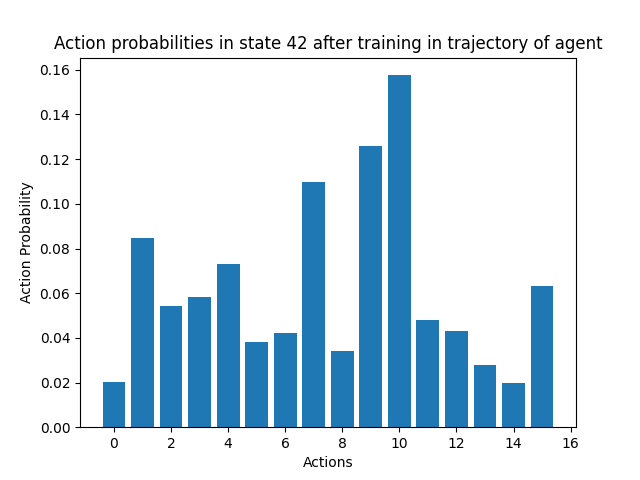 Action probabilities in state 42 after training in trajectory of agent
0.16
0.14
0.12
0.10
0.08
0.06
0.04
0.02
0.00
Action Probability
0 2 4 6 8 10 12 14 16
Actions